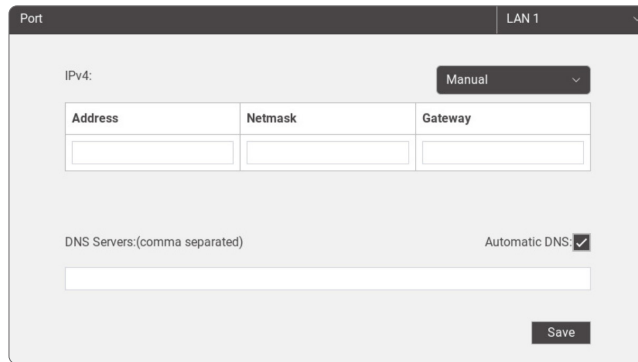 Port LAN 1
IPv4: Manual
Address Netmask Gateway
DNS Servers:(comma separated) Automatic DNS:
Save